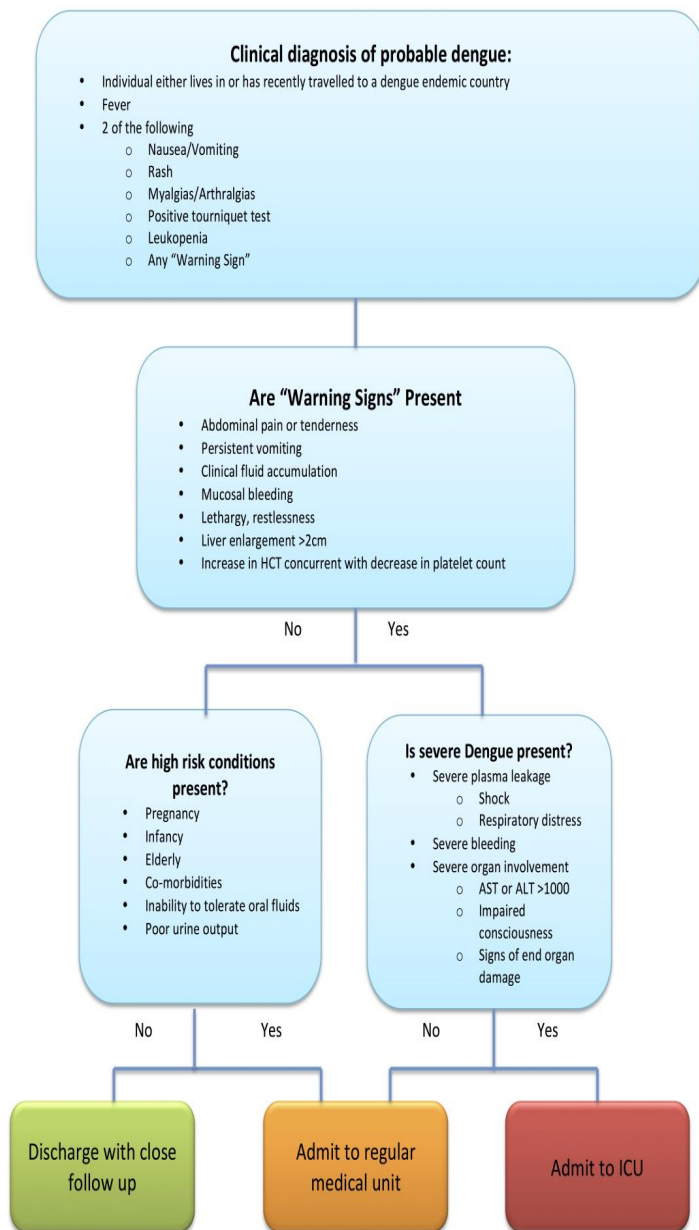 Clinical diagnosis of probable dengue:
• Individual either lives in or has recently travelled to a dengue endemic country
• Fever
• 2 of the following
o Nausea/Vomiting
o Rash
o Myalgias/Arthralgias
o Positive tourniquet test
o Leukopenia
o Any “Warning Sign”
Are “Warning Signs” Present
• Abdominal pain or tenderness
• Persistent vomiting
• Clinical fluid accumulation
• Mucosal bleeding
• Lethargy, restlessness
• Liver enlargement >2cm
• Increase in HCT concurrent with decrease in platelet count
No Yes
Are high risk conditions
present?
• Pregnancy
• Infancy
• Elderly
• Co-morbidities
• Inability to tolerate oral fluids
• Poor urine output
Is severe Dengue present?
• Severe plasma leakage
o Shock
o Respiratory distress
• Severe bleeding
• Severe organ involvement
o AST or ALT >1000
o Impaired
consciousness
o Signs of end organ
damage
No Yes
No Yes
Discharge with close
follow up
Admit to regular
medical unit
Admit to ICU